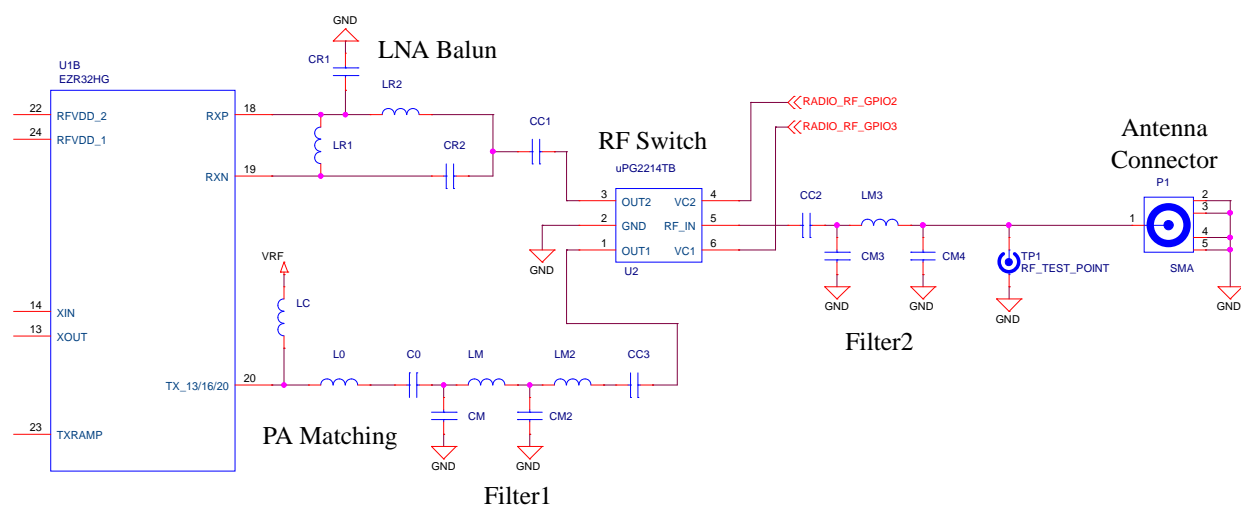 GND
LNA Balun
CR1
U1B
EZR32HG
LR2
22
RFVDD_2
RXP
18
24
RFVDD_1
LR1
CR2
CC1
RXN
19
RADIO_RF_GPIO2
RADIO_RF_GPIO3
RF Switch
uPG2214TB
3
OUT2
VC2
4
2
GND
RF_IN
5
1
OUT1
VC1
6
U2
GND
CC2
LM3
CM3
CM4
GND
GND
TP1
RF_TEST_POINT
GND
Antenna
Connector
P1
1
2
3
4
5
SMA
GND
Filter2
VRF
LC
14
XIN
13
XOUT
L0
C0
LM
LM2
CC3
TX_13/16/20
20
CM
CM2
23
TXRAMP
PA Matching
GND
GND
Filter1